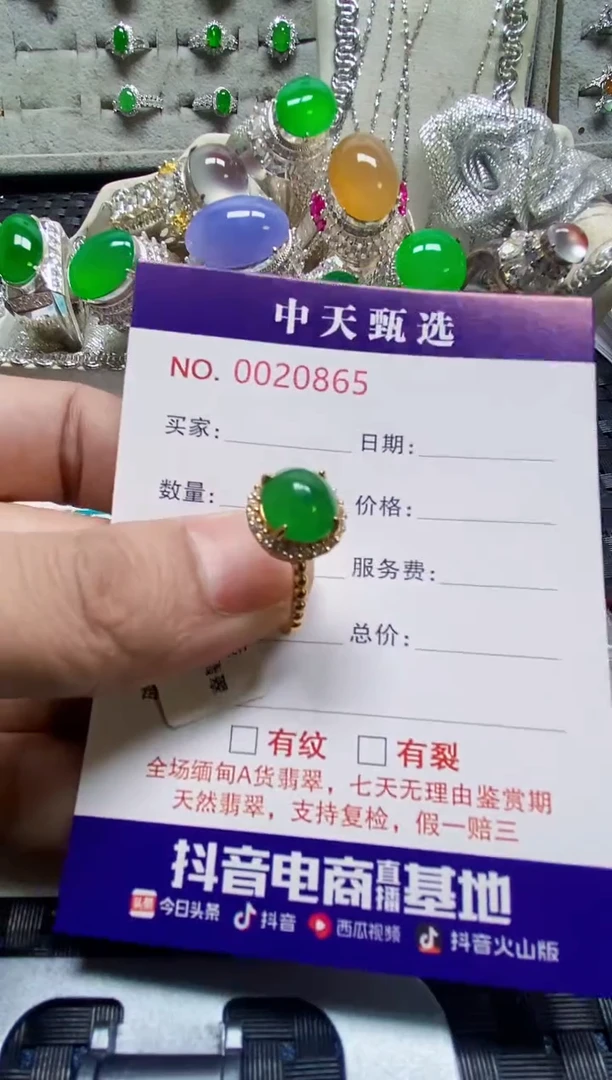 中天甄选
NO. 0020865
买家: 日期:
数量: 价格:
服务费:
总价:
有纹 有裂
全场缅甸A货翡翠，七天无理由鉴赏期
天然翡翠，支持复检，假一赔三
抖音电商直播基地
头条 今日头条 抖音 西瓜视频 抖音火山版